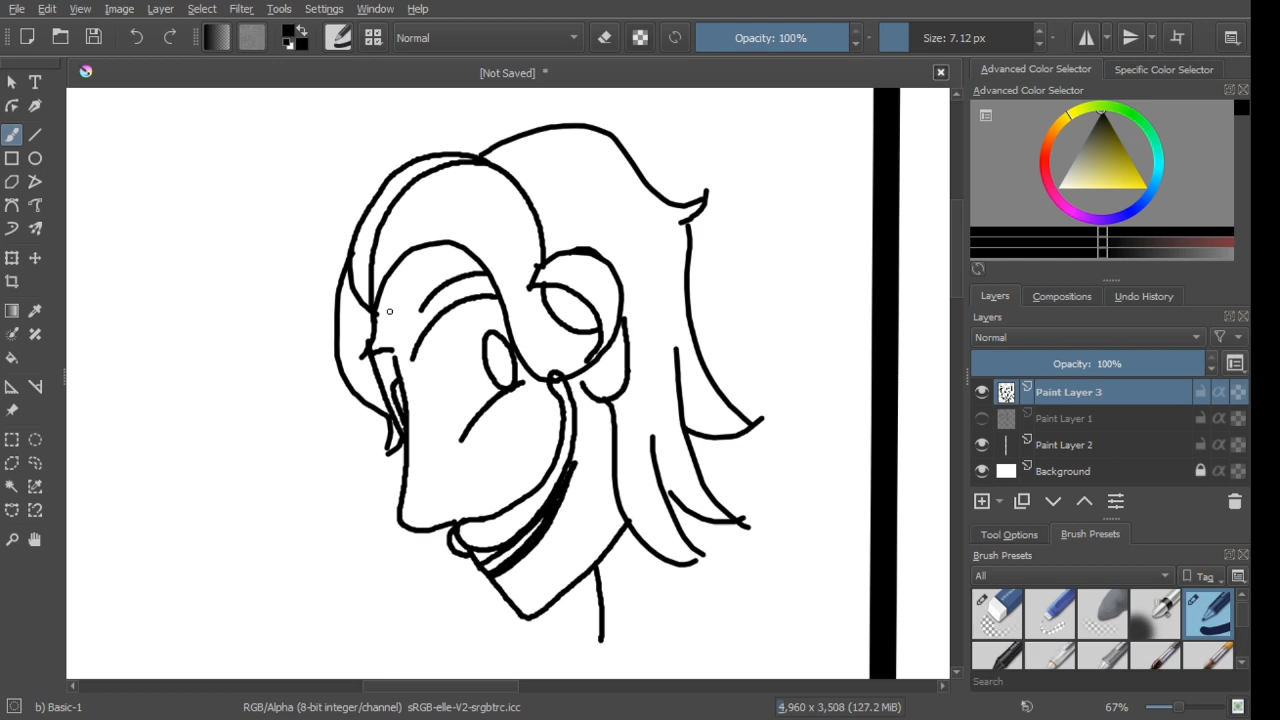 File Edit View Image Layer Select Filter Tools Settings Window Help
Normal Opacity: 100% Size: 7.12 px
[Not Saved] *
Advanced Color Selector Specific Color Selector
Advanced Color Selector
Layers Compositions Undo History
Layers
Normal
Opacity: 100%
Paint Layer 3
Paint Layer 1
Paint Layer 2
Background
Tool Options Brush Presets
Brush Presets
All Tag
Search
b) Basic-1 RGB/Alpha (8-bit integer/channel) sRGB-elle-V2-srgbtrc.icc 4,960 x 3,508 (127.2 MiB) 67%